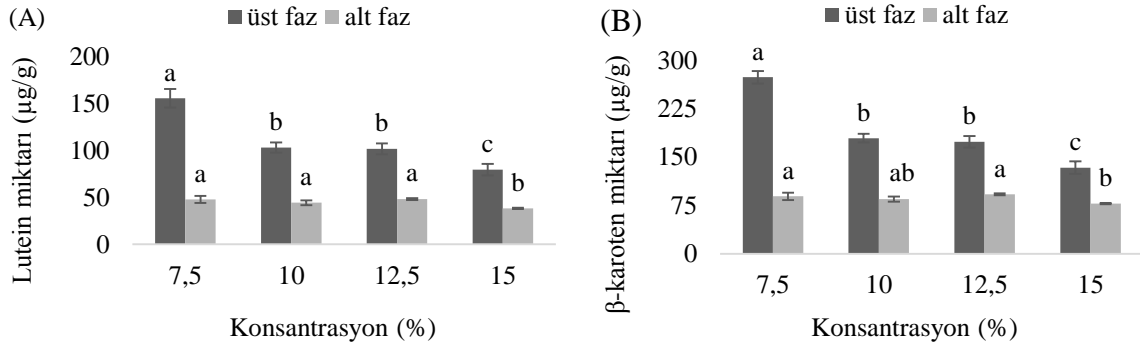 (A)
üst faz alt faz
Lutein miktarı (µg/g)
200
150
100
50
0
a
a
b
a
b
a
c
b
7,5 10 12,5 15
Konsantrasyon (%)
(B)
üst faz alt faz
β-karoten miktarı (µg/g)
300
225
150
75
0
a
a
b
ab
b
a
c
b
7,5 10 12,5 15
Konsantrasyon (%)